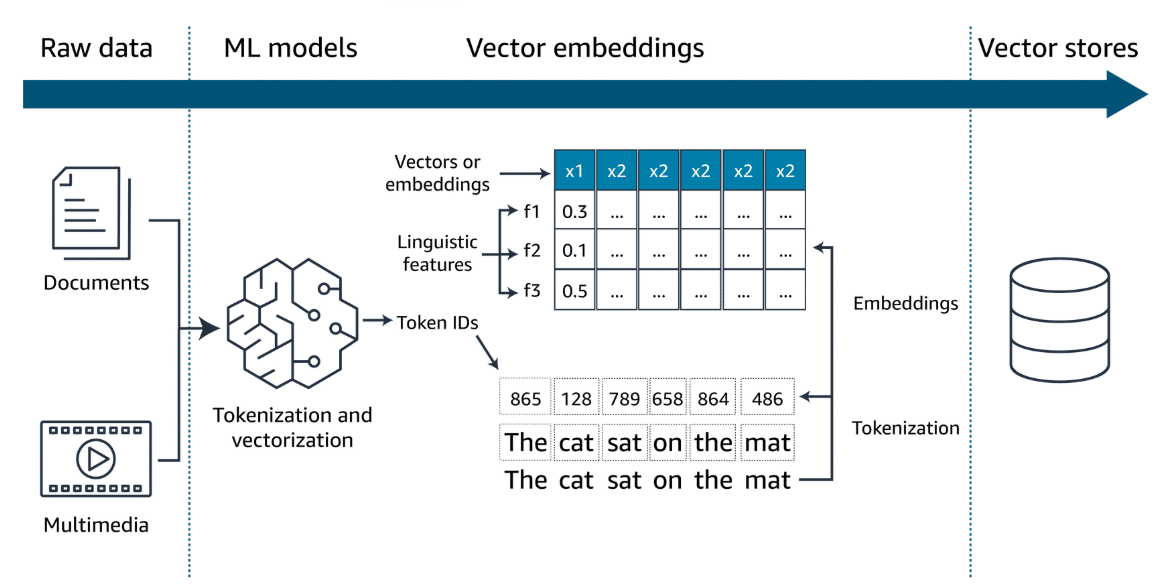 Raw data
ML models
Vector embeddings
Vector stores
Documents
Multimedia
Tokenization and
vectorization
Token IDs
Vectors or
embeddings
Linguistic
features
x1 x2 x2 x2 x2 x2
f1 0.3 ... ... ... ... ...
f2 0.1 ... ... ... ... ...
f3 0.5 ... ... ... ... ...
865 128 789 658 864 486
The cat sat on the mat
The cat sat on the mat
Embeddings
Tokenization